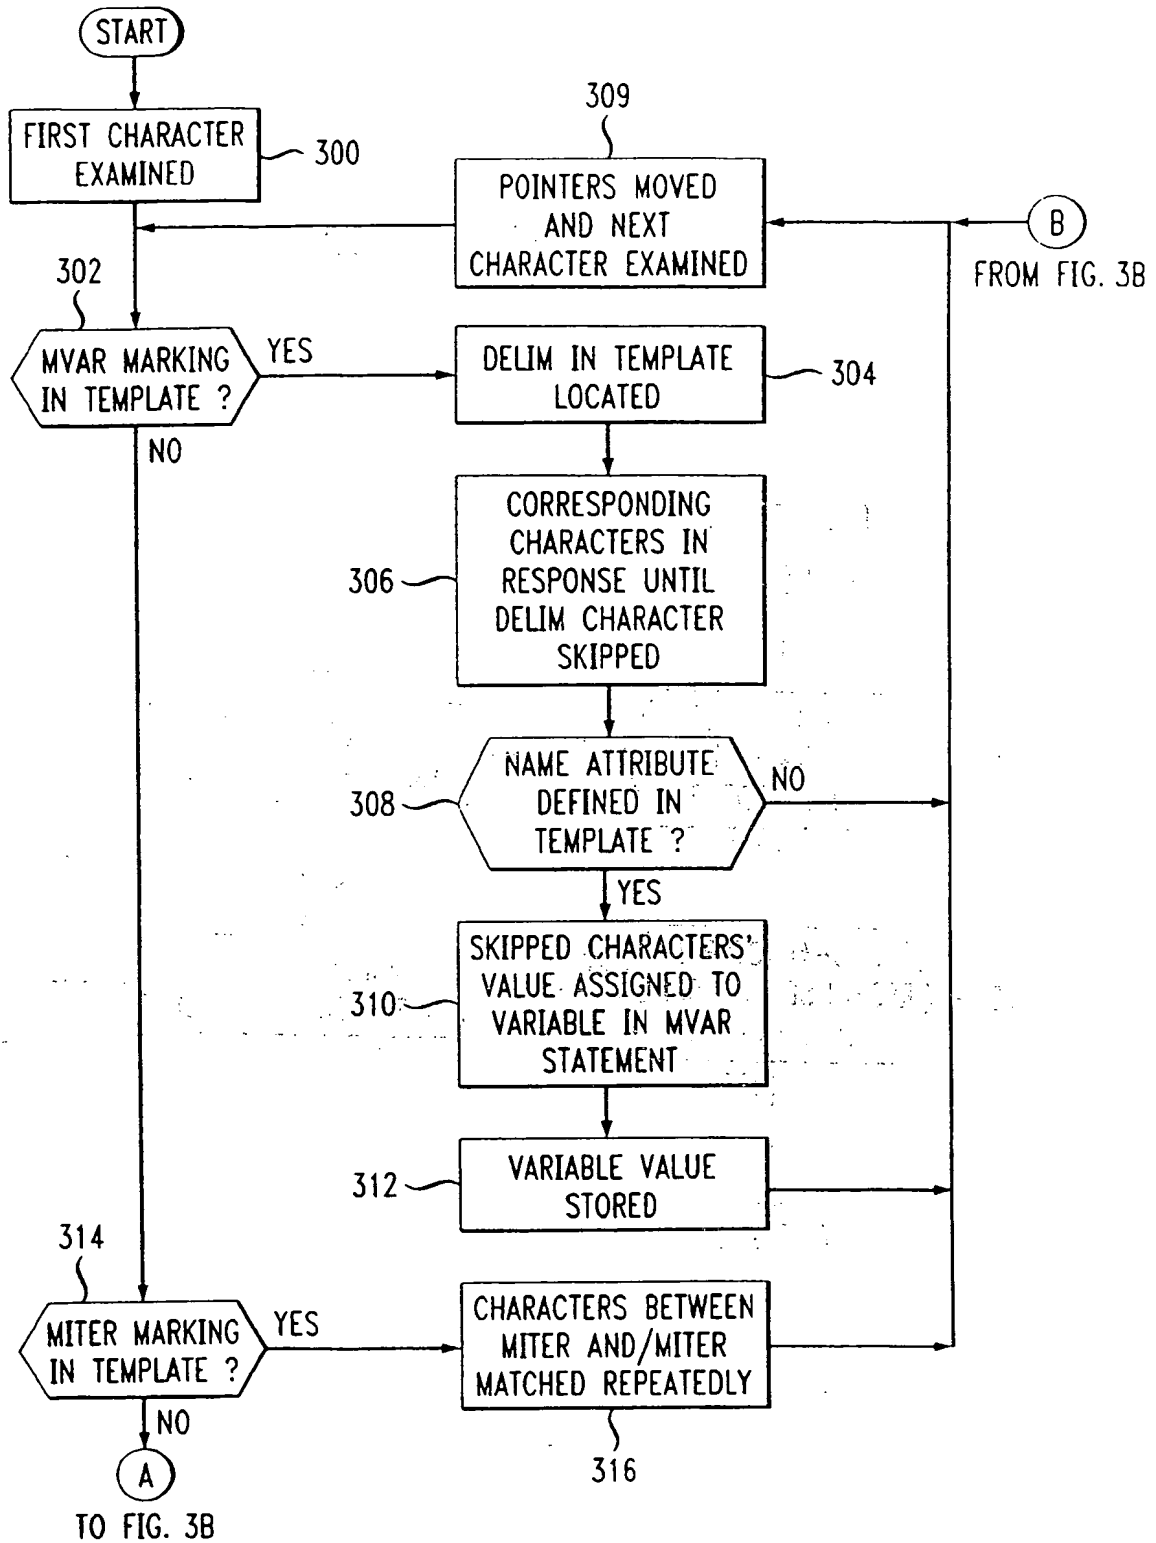 START
FIRST CHARACTER
EXAMINED
300
309
POINTERS MOVED
AND NEXT
CHARACTER EXAMINED
B
FROM FIG. 3B
302
MVAR MARKING
IN TEMPLATE ?
YES
NO
DELIM IN TEMPLATE
LOCATED
304
CORRESPONDING
CHARACTERS IN
RESPONSE UNTIL
DELIM CHARACTER
SKIPPED
306
NAME ATTRIBUTE
DEFINED IN
TEMPLATE ?
308
NO
YES
SKIPPED CHARACTERS'
VALUE ASSIGNED TO
VARIABLE IN MVAR
STATEMENT
310
VARIABLE VALUE
STORED
312
314
MITER MARKING
IN TEMPLATE ?
YES
CHARACTERS BETWEEN
MITER AND/MITER
MATCHED REPEATEDLY
316
NO
A
TO FIG. 3B